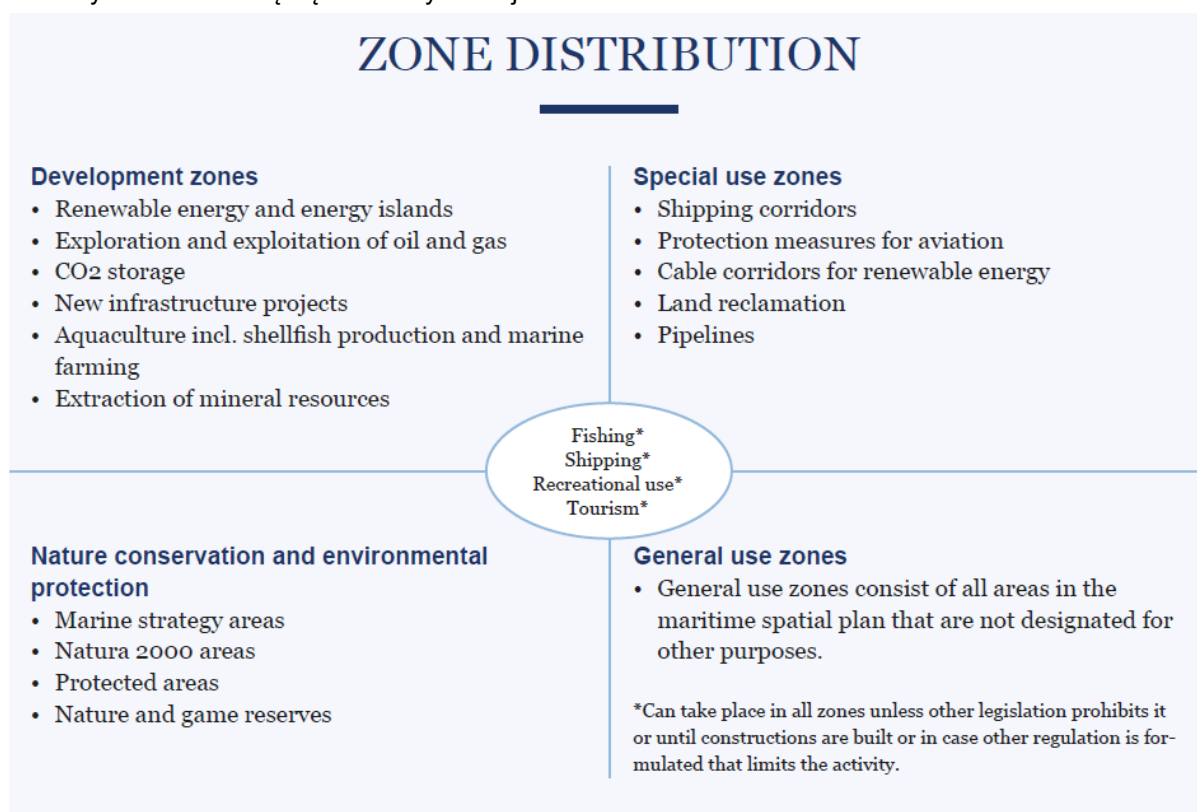 ZONE DISTRIBUTION
Development zones
• Renewable energy and energy islands
• Exploration and exploitation of oil and gas
• CO2 storage
• New infrastructure projects
• Aquaculture incl. shellfish production and marine
farming
• Extraction of mineral resources
Special use zones
• Shipping corridors
• Protection measures for aviation
• Cable corridors for renewable energy
• Land reclamation
• Pipelines
Fishing*
Shipping*
Recreational use*
Tourism*
Nature conservation and environmental
protection
• Marine strategy areas
• Natura 2000 areas
• Protected areas
• Nature and game reserves
General use zones
• General use zones consist of all areas in the
maritime spatial plan that are not designated for
other purposes.
*Can take place in all zones unless other legislation prohibits it
or until constructions are built or in case other regulation is for-
mulated that limits the activity.